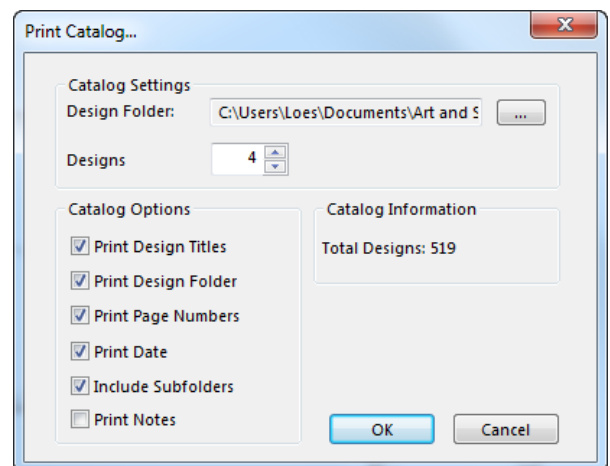 Print Catalog...
Catalog Settings
Design Folder: C:\Users\Loes\Documents\Art and S ...
Designs 4
Catalog Options
Print Design Titles
Print Design Folder
Print Page Numbers
Print Date
Include Subfolders
Print Notes
Catalog Information
Total Designs: 519
OK Cancel